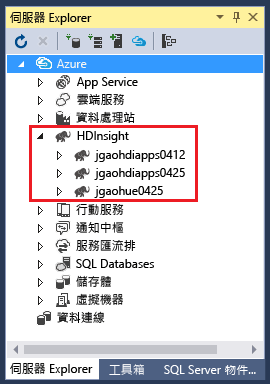 伺服器 Explorer
Azure
App Service
雲端服務
資料處理站
HDInsight
jgaohdiapps0412
jgaohdiapps0425
jgaohue0425
行動服務
通知中樞
服務匯流排
SQL Databases
儲存體
虛擬機器
資料連線
伺服器 Explorer 工具箱 SQL Server 物件...